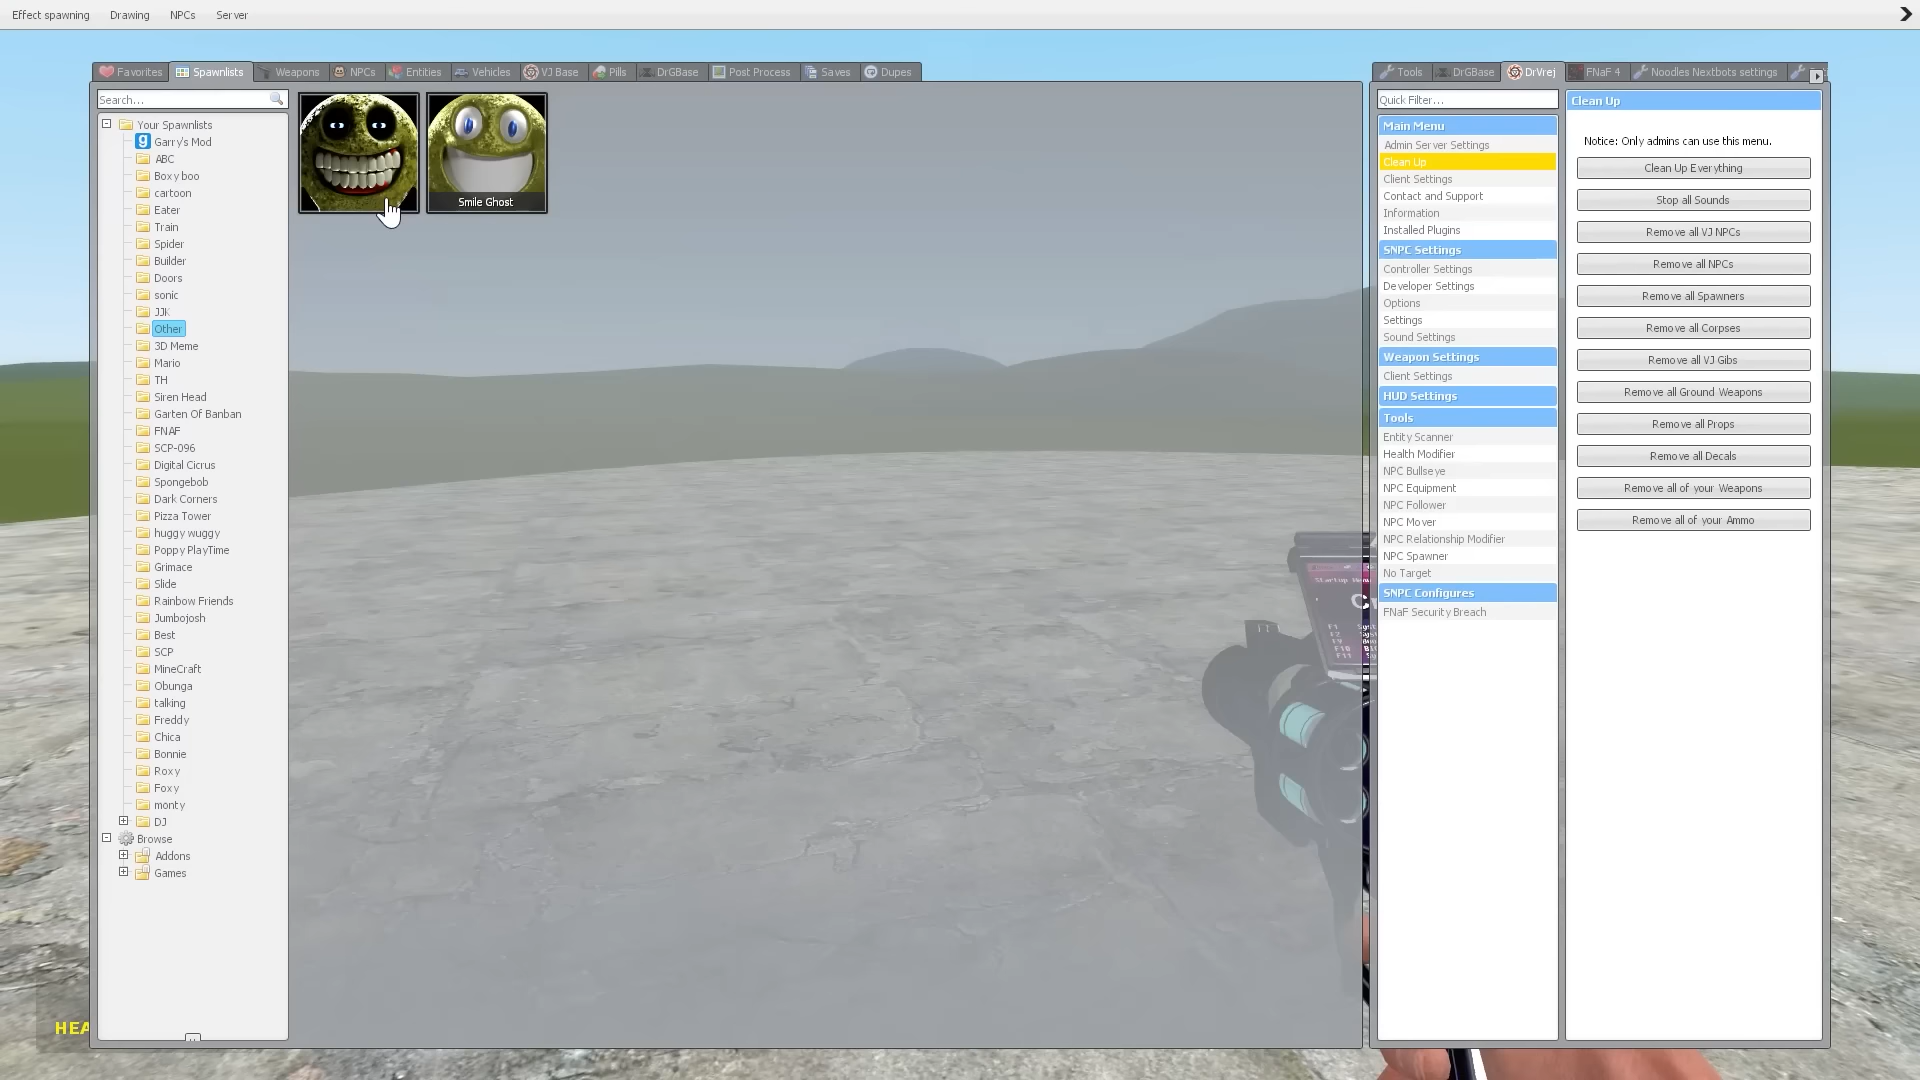 Effect spawning Drawing NPCs Server
Favorites Spawnlists Weapons NPCs Entities Vehicles VJ Base Pills DrGBase Post Process Saves Dupes
Search...
Your Spawnlists
Garry's Mod
ABC
Boxy boo
cartoon
Eater
Train
Spider
Builder
Doors
sonic
JJK
Other
3D Meme
Mario
TH
Siren Head
Garten Of Banban
FNAF
SCP-096
Digital Cicrus
Spongebob
Dark Corners
Pizza Tower
huggy wuggy
Poppy PlayTime
Grimace
Slide
Rainbow Friends
Jumbojosh
Best
SCP
MineCraft
Obunga
talking
Freddy
Chica
Bonnie
Roxy
Foxy
monty
DJ
Browse
Addons
Games
Smile Ghost
HEA
Tools DrGBase DrVrej FNaF 4 Noodles Nextbots settings
Quick Filter...
Main Menu
Admin Server Settings
Clean Up
Client Settings
Contact and Support
Information
Installed Plugins
SNPC Settings
Controller Settings
Developer Settings
Options
Settings
Sound Settings
Weapon Settings
Client Settings
HUD Settings
Tools
Entity Scanner
Health Modifier
NPC Bullseye
NPC Equipment
NPC Follower
NPC Mover
NPC Relationship Modifier
NPC Spawner
No Target
SNPC Configures
FNaF Security Breach
Clean Up
Notice: Only admins can use this menu.
Clean Up Everything
Stop all Sounds
Remove all VJ NPCs
Remove all NPCs
Remove all Spawners
Remove all Corpses
Remove all VJ Gibs
Remove all Ground Weapons
Remove all Props
Remove all Decals
Remove all of your Weapons
Remove all of your Ammo